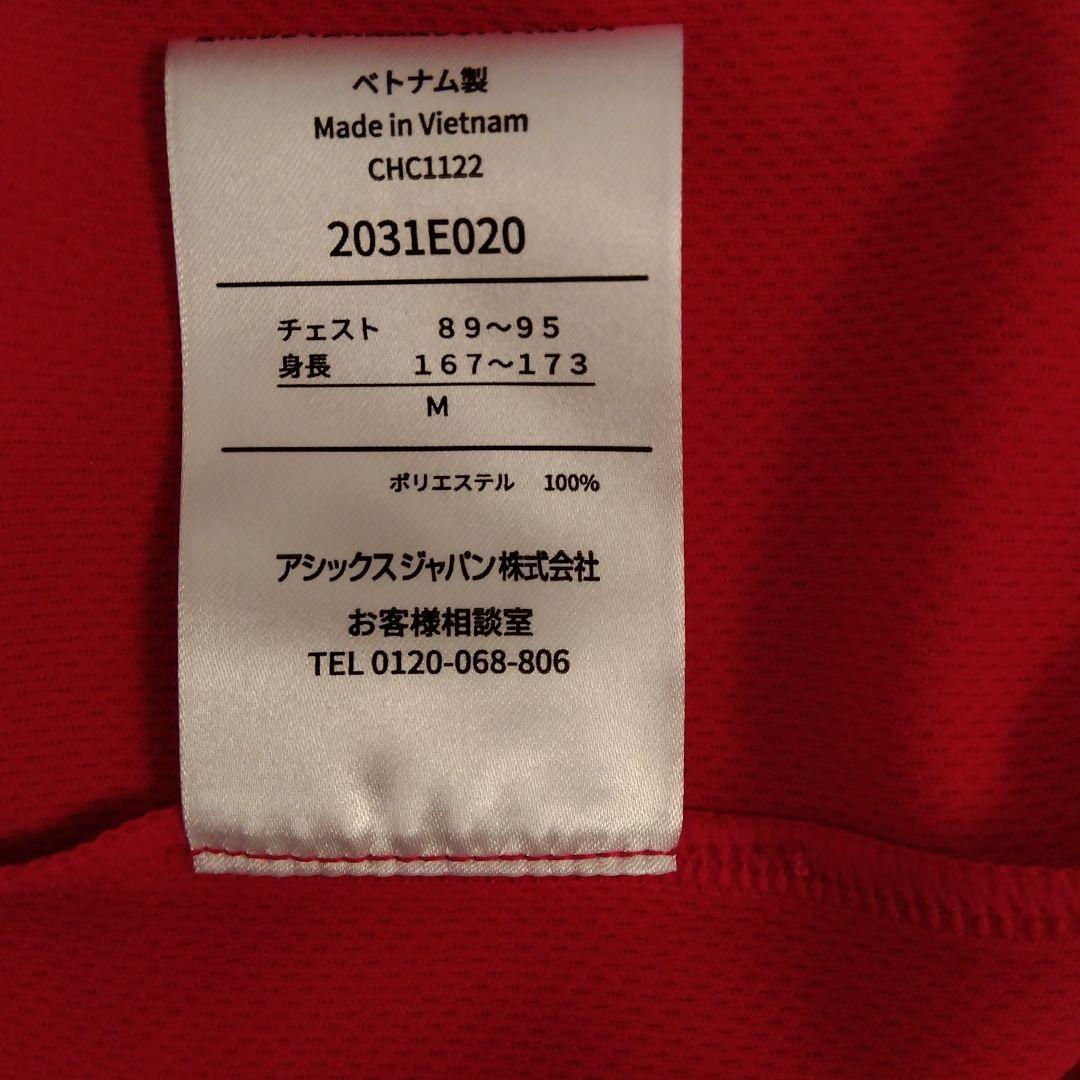 ベトナム製
Made in Vietnam
CHC1122
2031E020
チェスト ８９～９５
身長 １６７～１７３
M
ポリエステル 100%
アシックスジャパン株式会社
お客様相談室
TEL 0120-068-806